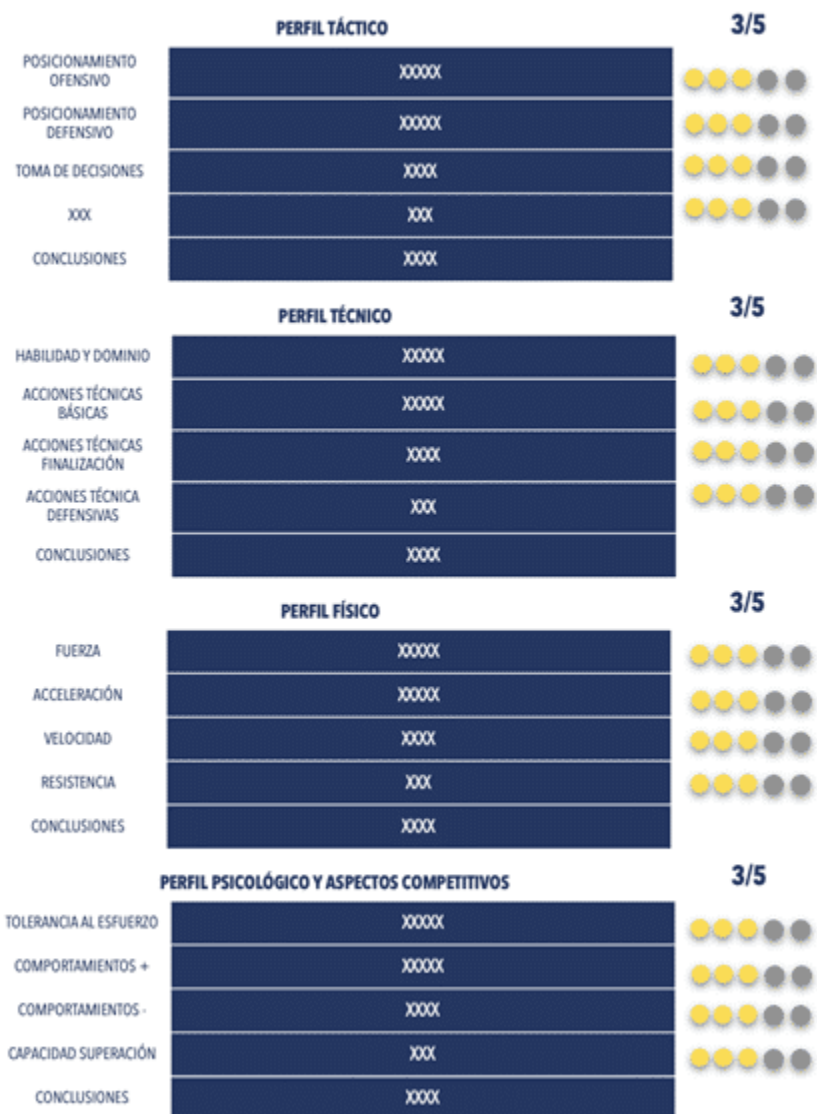 PERFIL TÁCTICO 3/5
POSICIONAMIENTO
OFENSIVO
XXXXX
POSICIONAMIENTO
DEFENSIVO
XXXXX
TOMA DE DECISIONES XXXX
XXX XXX
CONCLUSIONES XXXX
PERFIL TÉCNICO 3/5
HABILIDAD Y DOMINIO XXXXX
ACCIONES TÉCNICAS
BÁSICAS
XXXXX
ACCIONES TÉCNICAS
FINALIZACIÓN
XXXX
ACCIONES TÉCNICA
DEFENSIVAS
XXX
CONCLUSIONES XXXX
PERFIL FÍSICO 3/5
FUERZA XXXXX
ACCELERACIÓN XXXXX
VELOCIDAD XXXX
RESISTENCIA XXX
CONCLUSIONES XXXX
PERFIL PSICOLÓGICO Y ASPECTOS COMPETITIVOS 3/5
TOLERANCIA AL ESFUERZO XXXXX
COMPORTAMIENTOS + XXXXX
COMPORTAMIENTOS - XXXX
CAPACIDAD SUPERACIÓN XXX
CONCLUSIONES XXXX